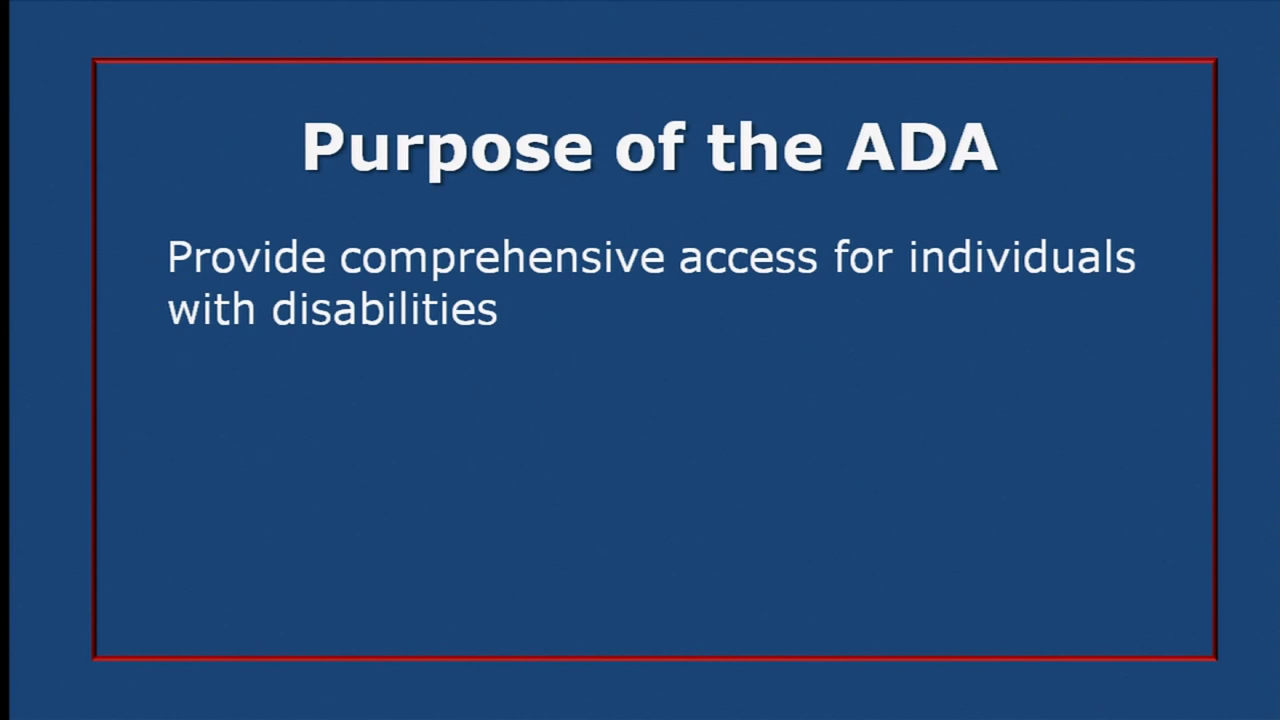 Purpose of the ADA
Provide comprehensive access for individuals
with disabilities